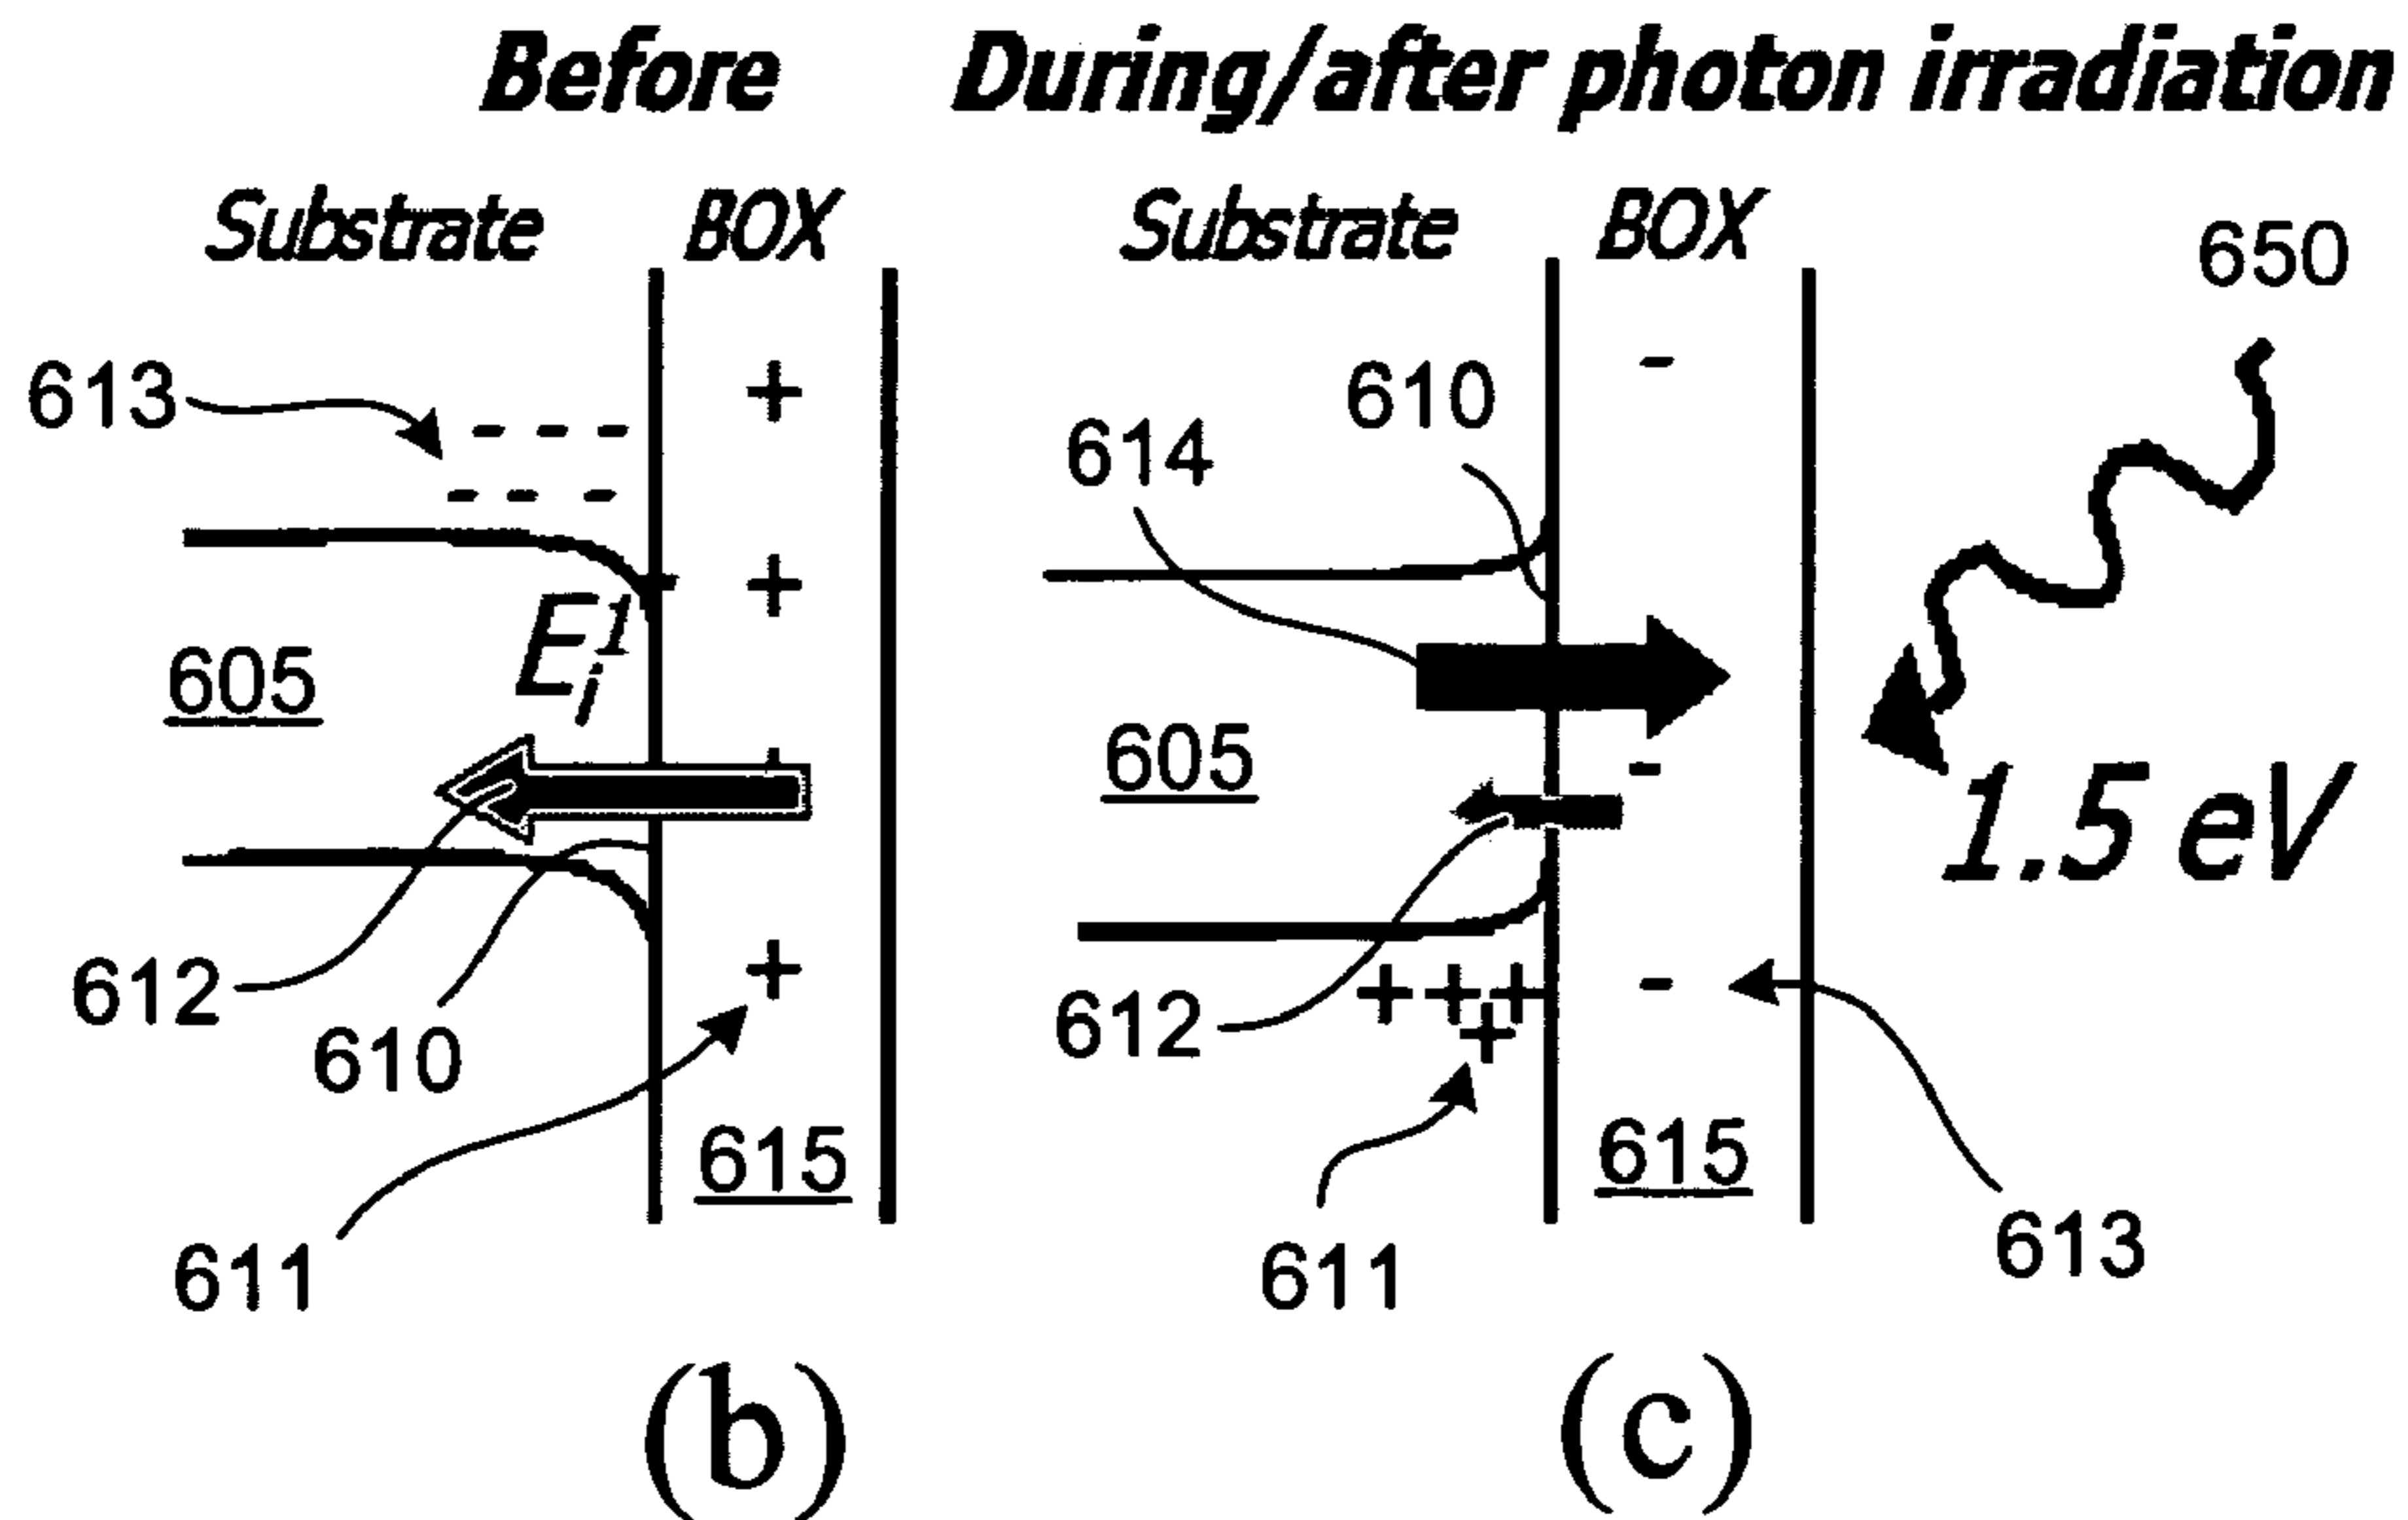 Before During/after photon irradiation
Substrate BOX Substrate BOX
650
613 - - - + 610 -
614
- - -
+
E_i^1
605
605 -
1.5 eV
+ + + + -
612 612
610
615 615
611 611 613
(b) (c)